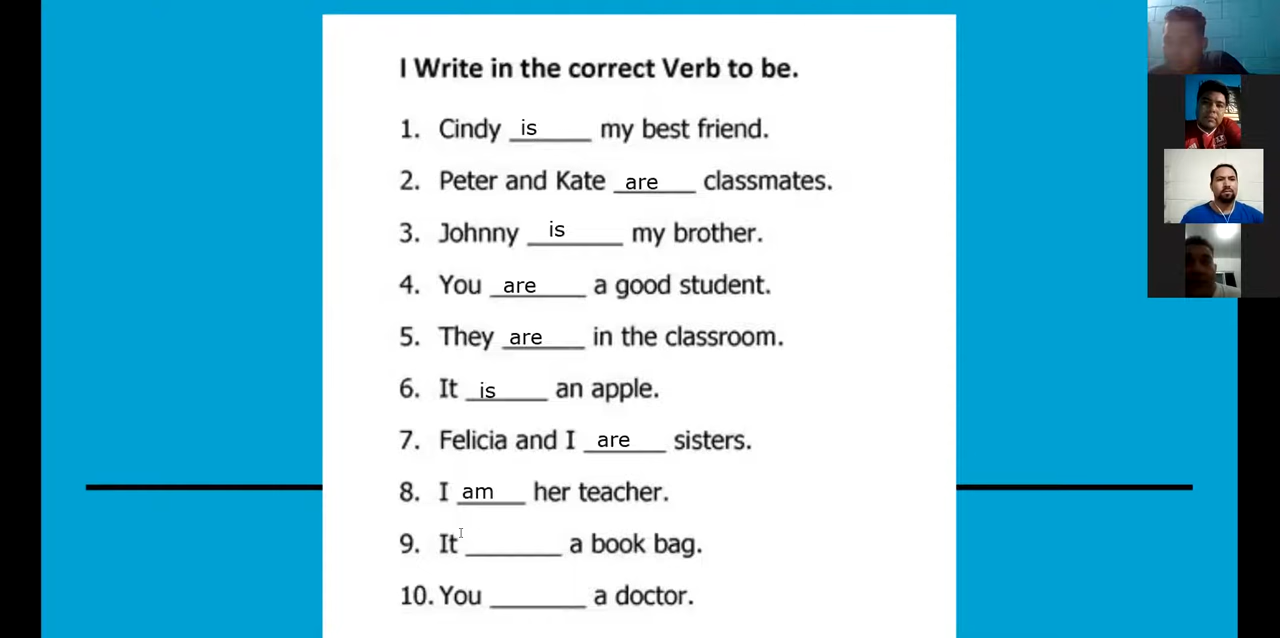 I Write in the correct Verb to be.
1. Cindy is my best friend.
2. Peter and Kate are classmates.
3. Johnny is my brother.
4. You are a good student.
5. They are in the classroom.
6. It is an apple.
7. Felicia and I are sisters.
8. I am her teacher.
9. It _______ a book bag.
10. You _______ a doctor.